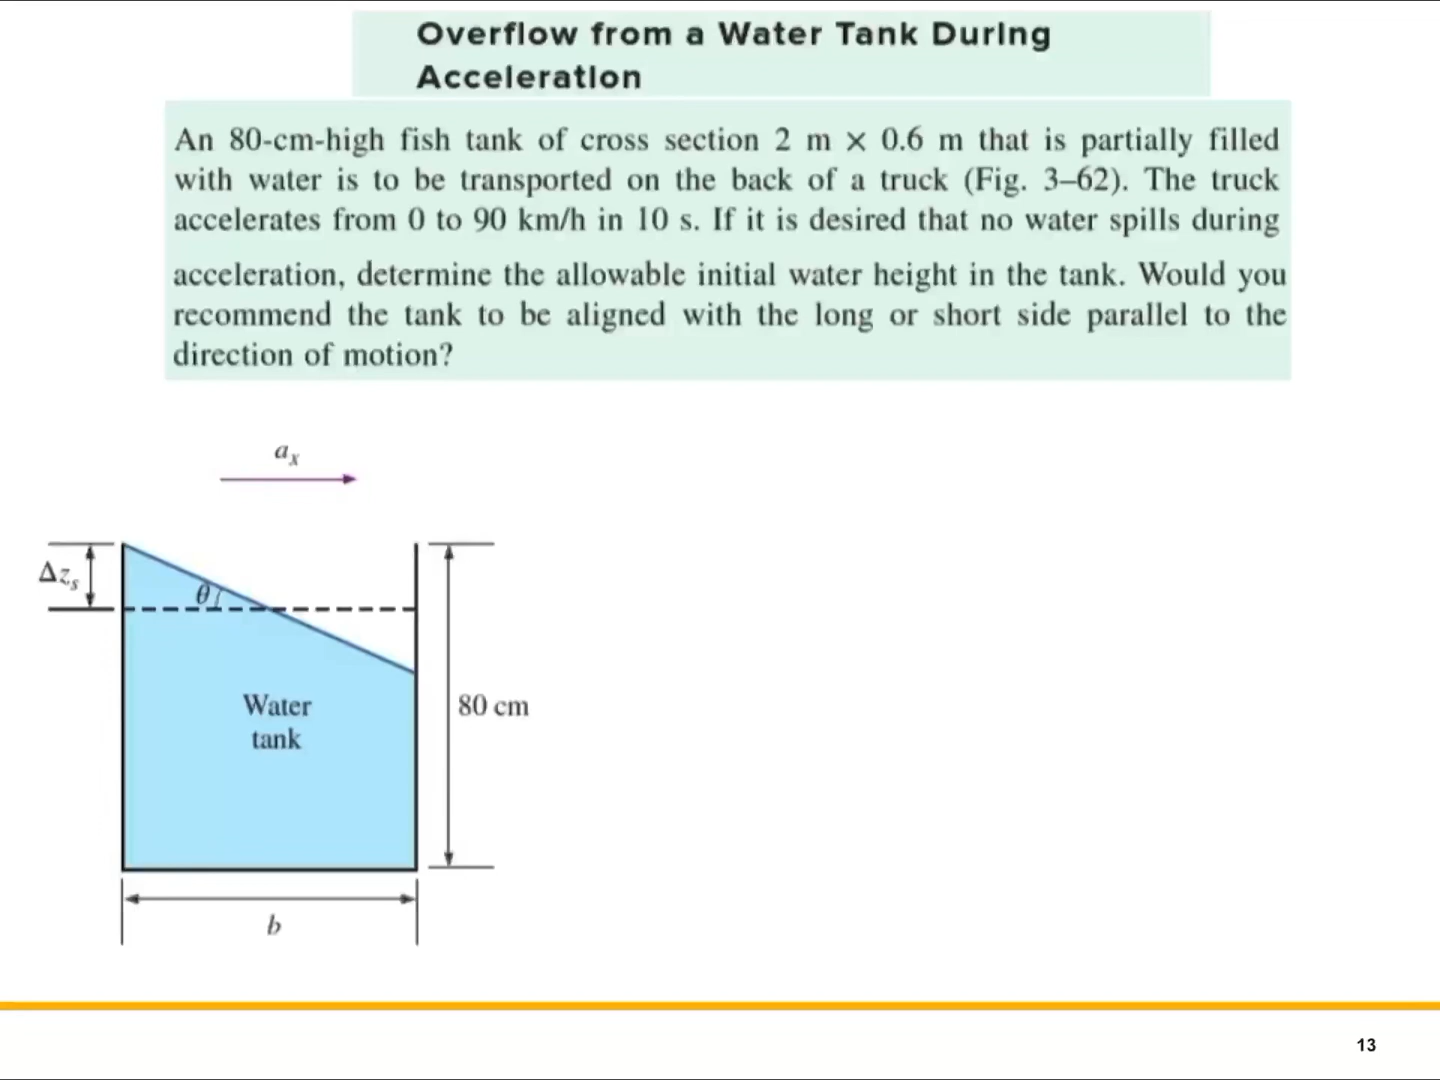 Overflow from a Water Tank During
Acceleration
An 80-cm-high fish tank of cross section 2 m × 0.6 m that is partially filled
with water is to be transported on the back of a truck (Fig. 3–62). The truck
accelerates from 0 to 90 km/h in 10 s. If it is desired that no water spills during
acceleration, determine the allowable initial water height in the tank. Would you
recommend the tank to be aligned with the long or short side parallel to the
direction of motion?
aₓ
Δzₛ
θ
Water
tank
80 cm
b
13